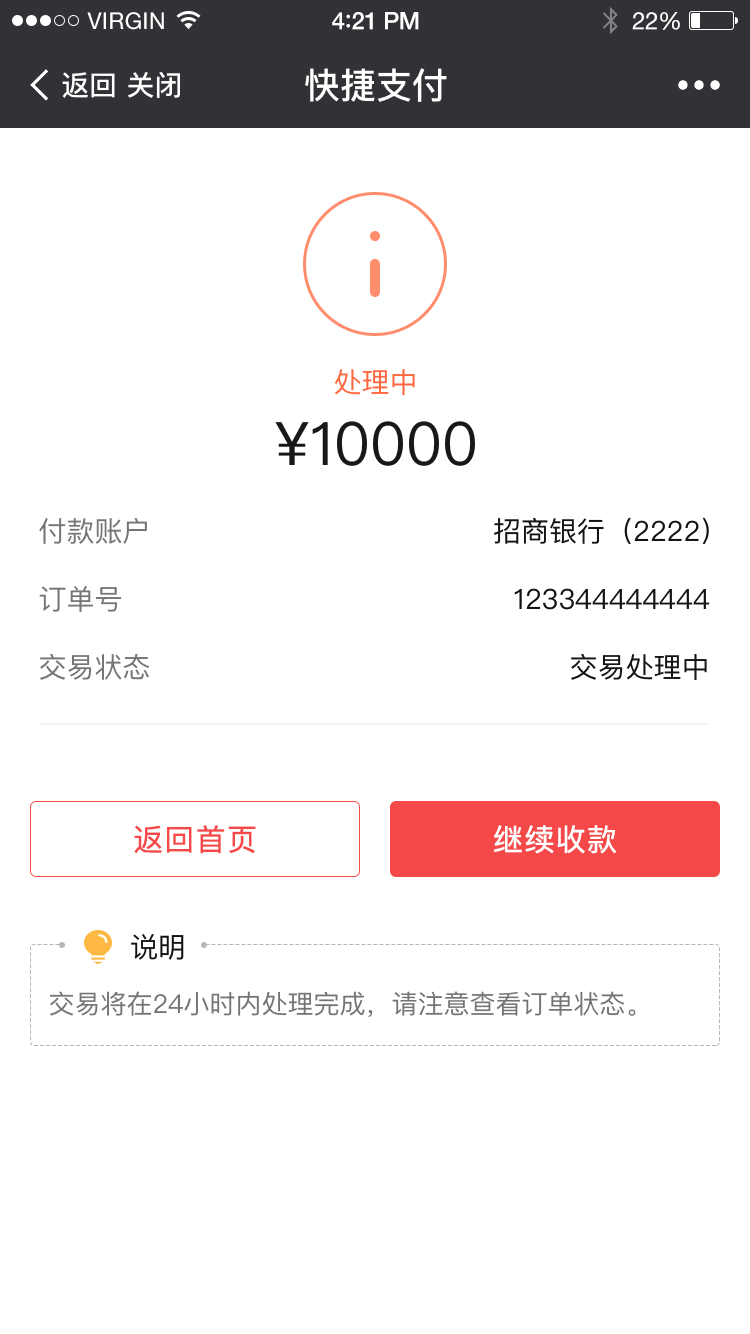 VIRGIN 4:21 PM 22%
返回 关闭 快捷支付
处理中
¥10000
付款账户 招商银行（2222）
订单号 123344444444
交易状态 交易处理中
返回首页 继续收款
说明
交易将在24小时内处理完成，请注意查看订单状态。